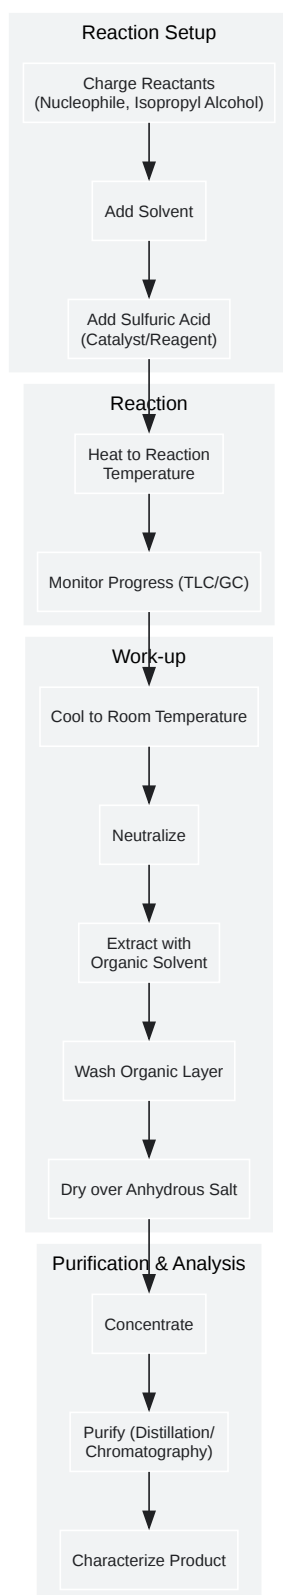 Reaction Setup
Charge Reactants
(Nucleophile, Isopropyl Alcohol)
Add Solvent
Add Sulfuric Acid
(Catalyst/Reagent)
Reaction
Heat to Reaction
Temperature
Monitor Progress (TLC/GC)
Work-up
Cool to Room Temperature
Neutralize
Extract with
Organic Solvent
Wash Organic Layer
Dry over Anhydrous Salt
Purification & Analysis
Concentrate
Purify (Distillation/
Chromatography)
Characterize Product